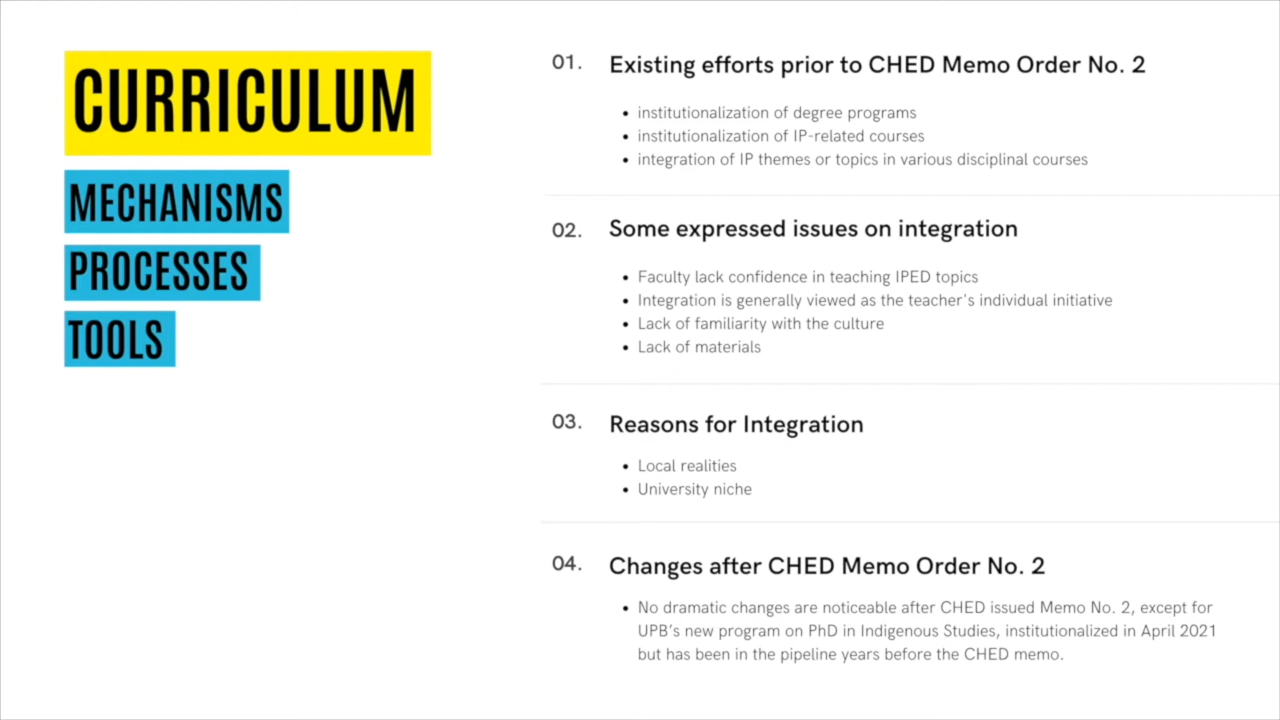 CURRICULUM
MECHANISMS
PROCESSES
TOOLS
01. Existing efforts prior to CHED Memo Order No. 2
• institutionalization of degree programs
• institutionalization of IP-related courses
• integration of IP themes or topics in various disciplinal courses
02. Some expressed issues on integration
• Faculty lack confidence in teaching IPED topics
• Integration is generally viewed as the teacher's individual initiative
• Lack of familiarity with the culture
• Lack of materials
03. Reasons for Integration
• Local realities
• University niche
04. Changes after CHED Memo Order No. 2
• No dramatic changes are noticeable after CHED issued Memo No. 2, except for
UPB's new program on PhD in Indigenous Studies, institutionalized in April 2021
but has been in the pipeline years before the CHED memo.